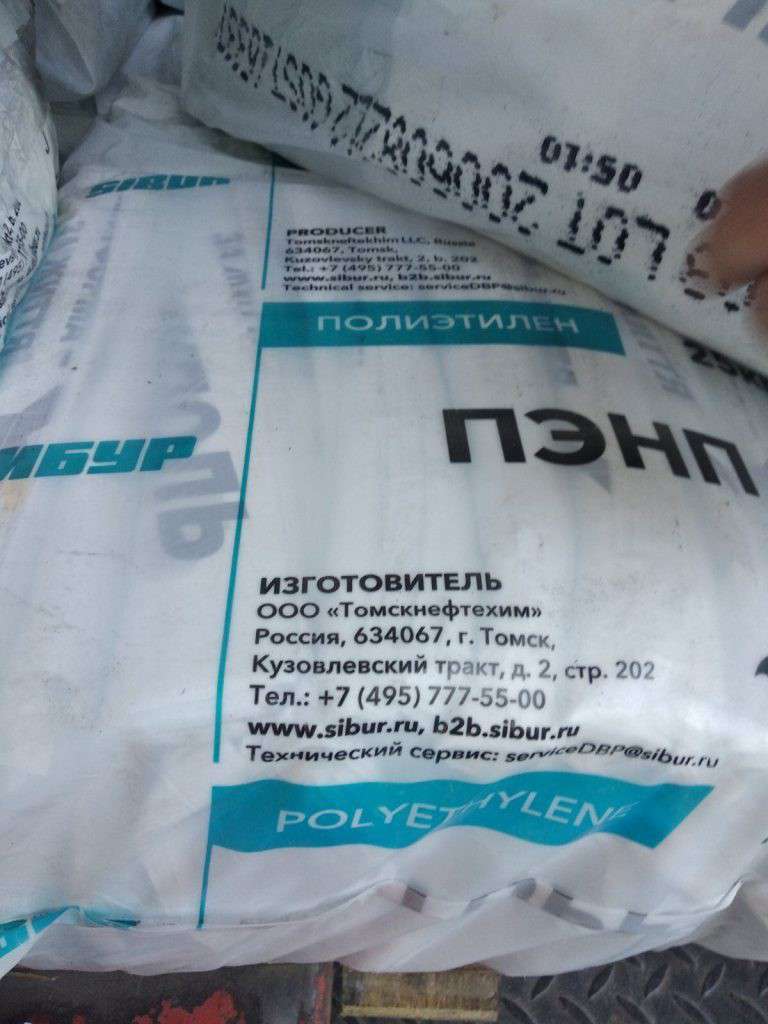 01:50
SIBUR
PRODUCER
Tomskneftekhim LLC, Russia
634067, Tomsk,
Kuzovlevsky trakt, 2, b. 202
Tel.: +7 (495) 777-55-00
www.sibur.ru, b2b.sibur.ru
Technical service: serviceDBP@sibur.ru
ПОЛИЭТИЛЕН
ПЭНП
ИБУР
ИЗГОТОВИТЕЛЬ
ООО «Томскнефтехим»
Россия, 634067, г. Томск,
Кузовлевский тракт, д. 2, стр. 202
Тел.: +7 (495) 777-55-00
www.sibur.ru, b2b.sibur.ru
Технический сервис: serviceDBP@sibur.ru
POLYETHYLENE